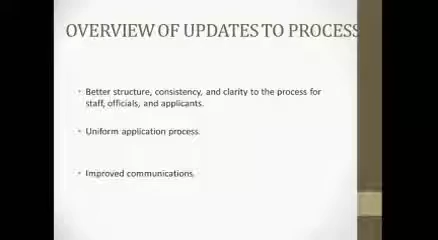 OVERVIEW OF UPDATES TO PROCESS
• Better structure, consistency, and clarity to the process for
staff, officials, and applicants.
• Uniform application process.
• Improved communications.